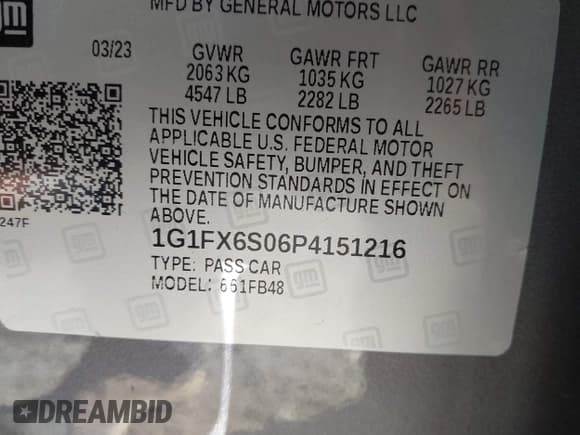 gm
MFD BY GENERAL MOTORS LLC
03/23 GVWR GAWR FRT GAWR RR
2063 KG 1035 KG 1027 KG
4547 LB 2282 LB 2265 LB
THIS VEHICLE CONFORMS TO ALL
APPLICABLE U.S. FEDERAL MOTOR
VEHICLE SAFETY, BUMPER, AND THEFT
PREVENTION STANDARDS IN EFFECT ON
THE DATE OF MANUFACTURE SHOWN
ABOVE.
247F
1G1FX6S06P4151216
TYPE: PASS CAR
MODEL: 661FB48
DREAMBID